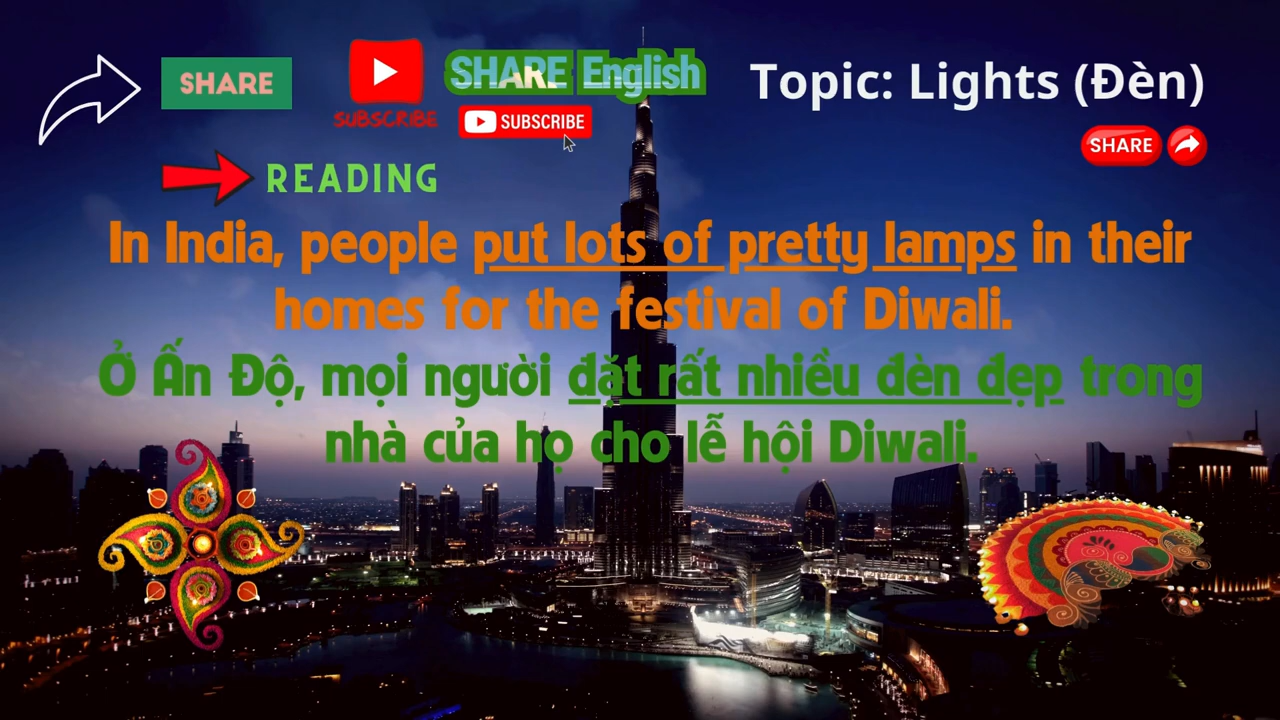 SHARE
SUBSCRIBE
SHARE English
SUBSCRIBE
Topic: Lights (Đèn)
SHARE
READING
In India, people put lots of pretty lamps in their
homes for the festival of Diwali.
Ở Ấn Độ, mọi người đặt rất nhiều đèn đẹp trong
nhà của họ cho lễ hội Diwali.